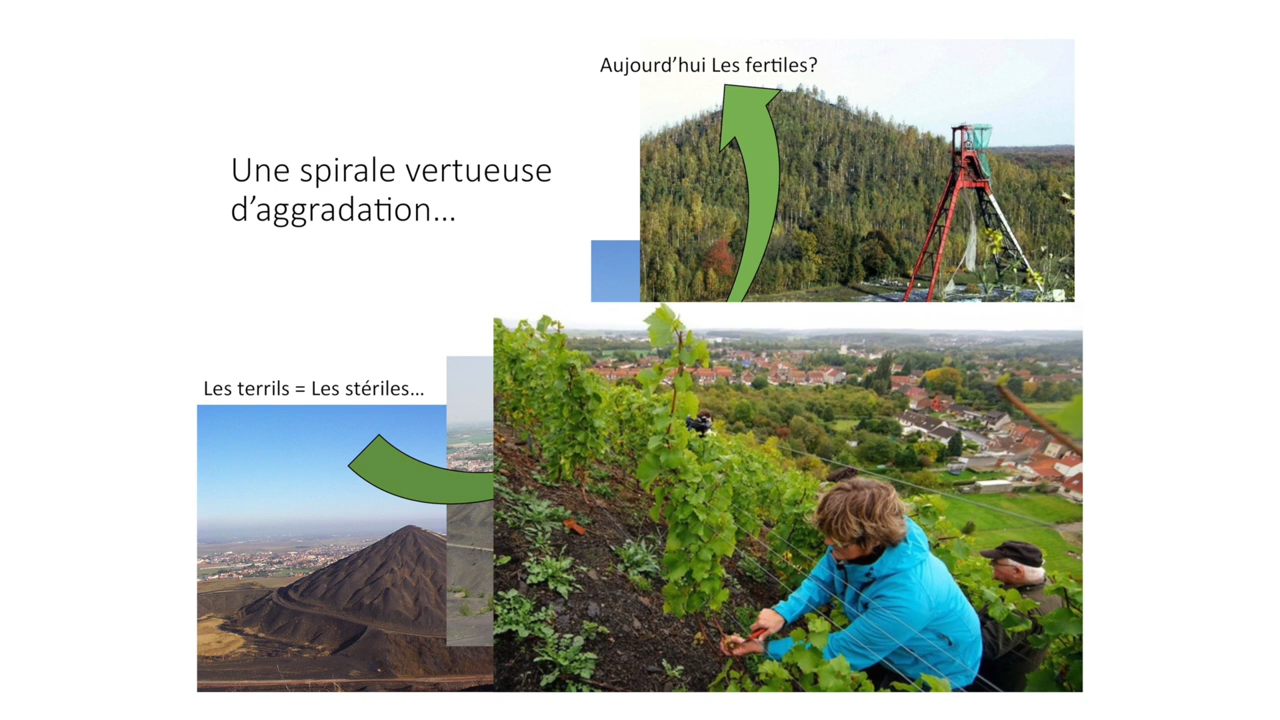 Aujourd’hui Les fertiles?
Une spirale vertueuse
d’aggradation...
Les terrils = Les stériles...